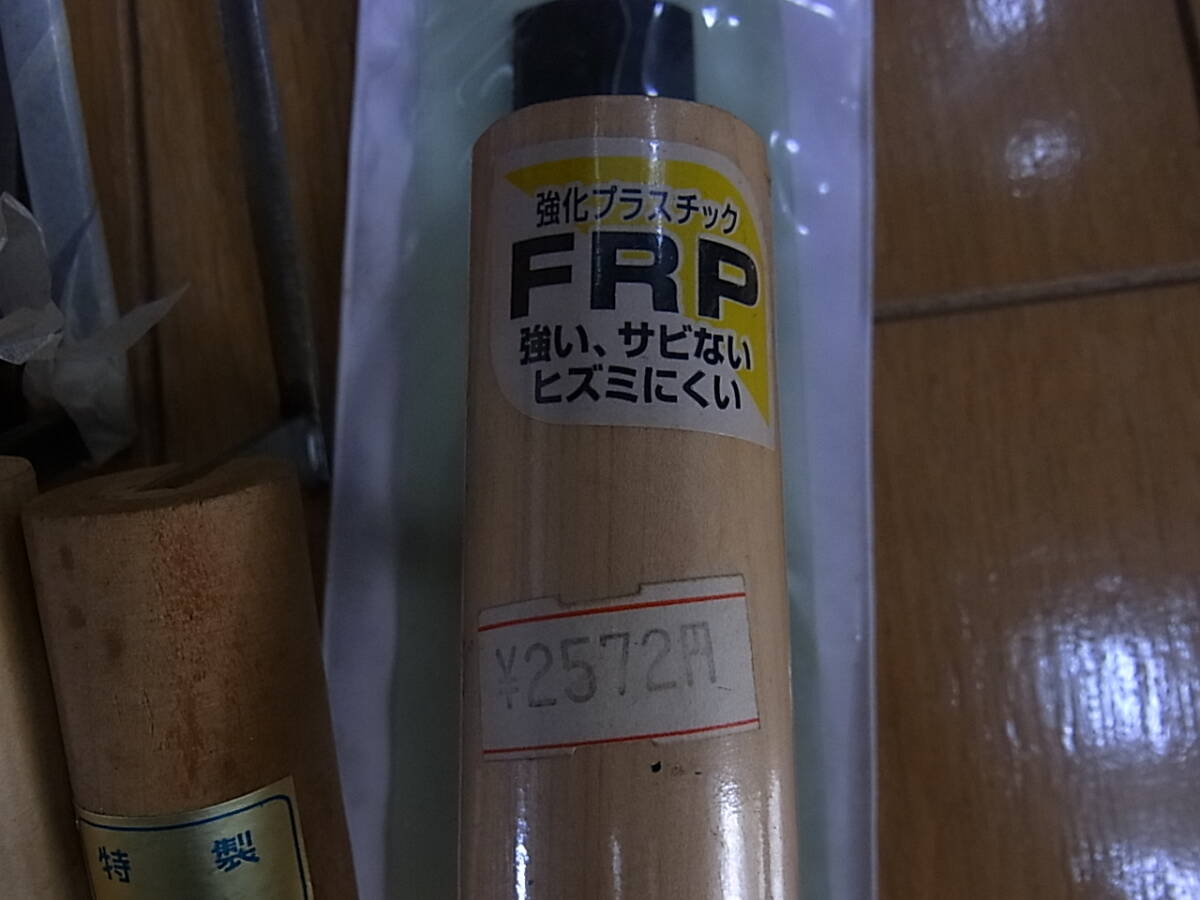 強化プラスチック
FRP
強い、サビない
ヒズミにくい
¥2572円
特製